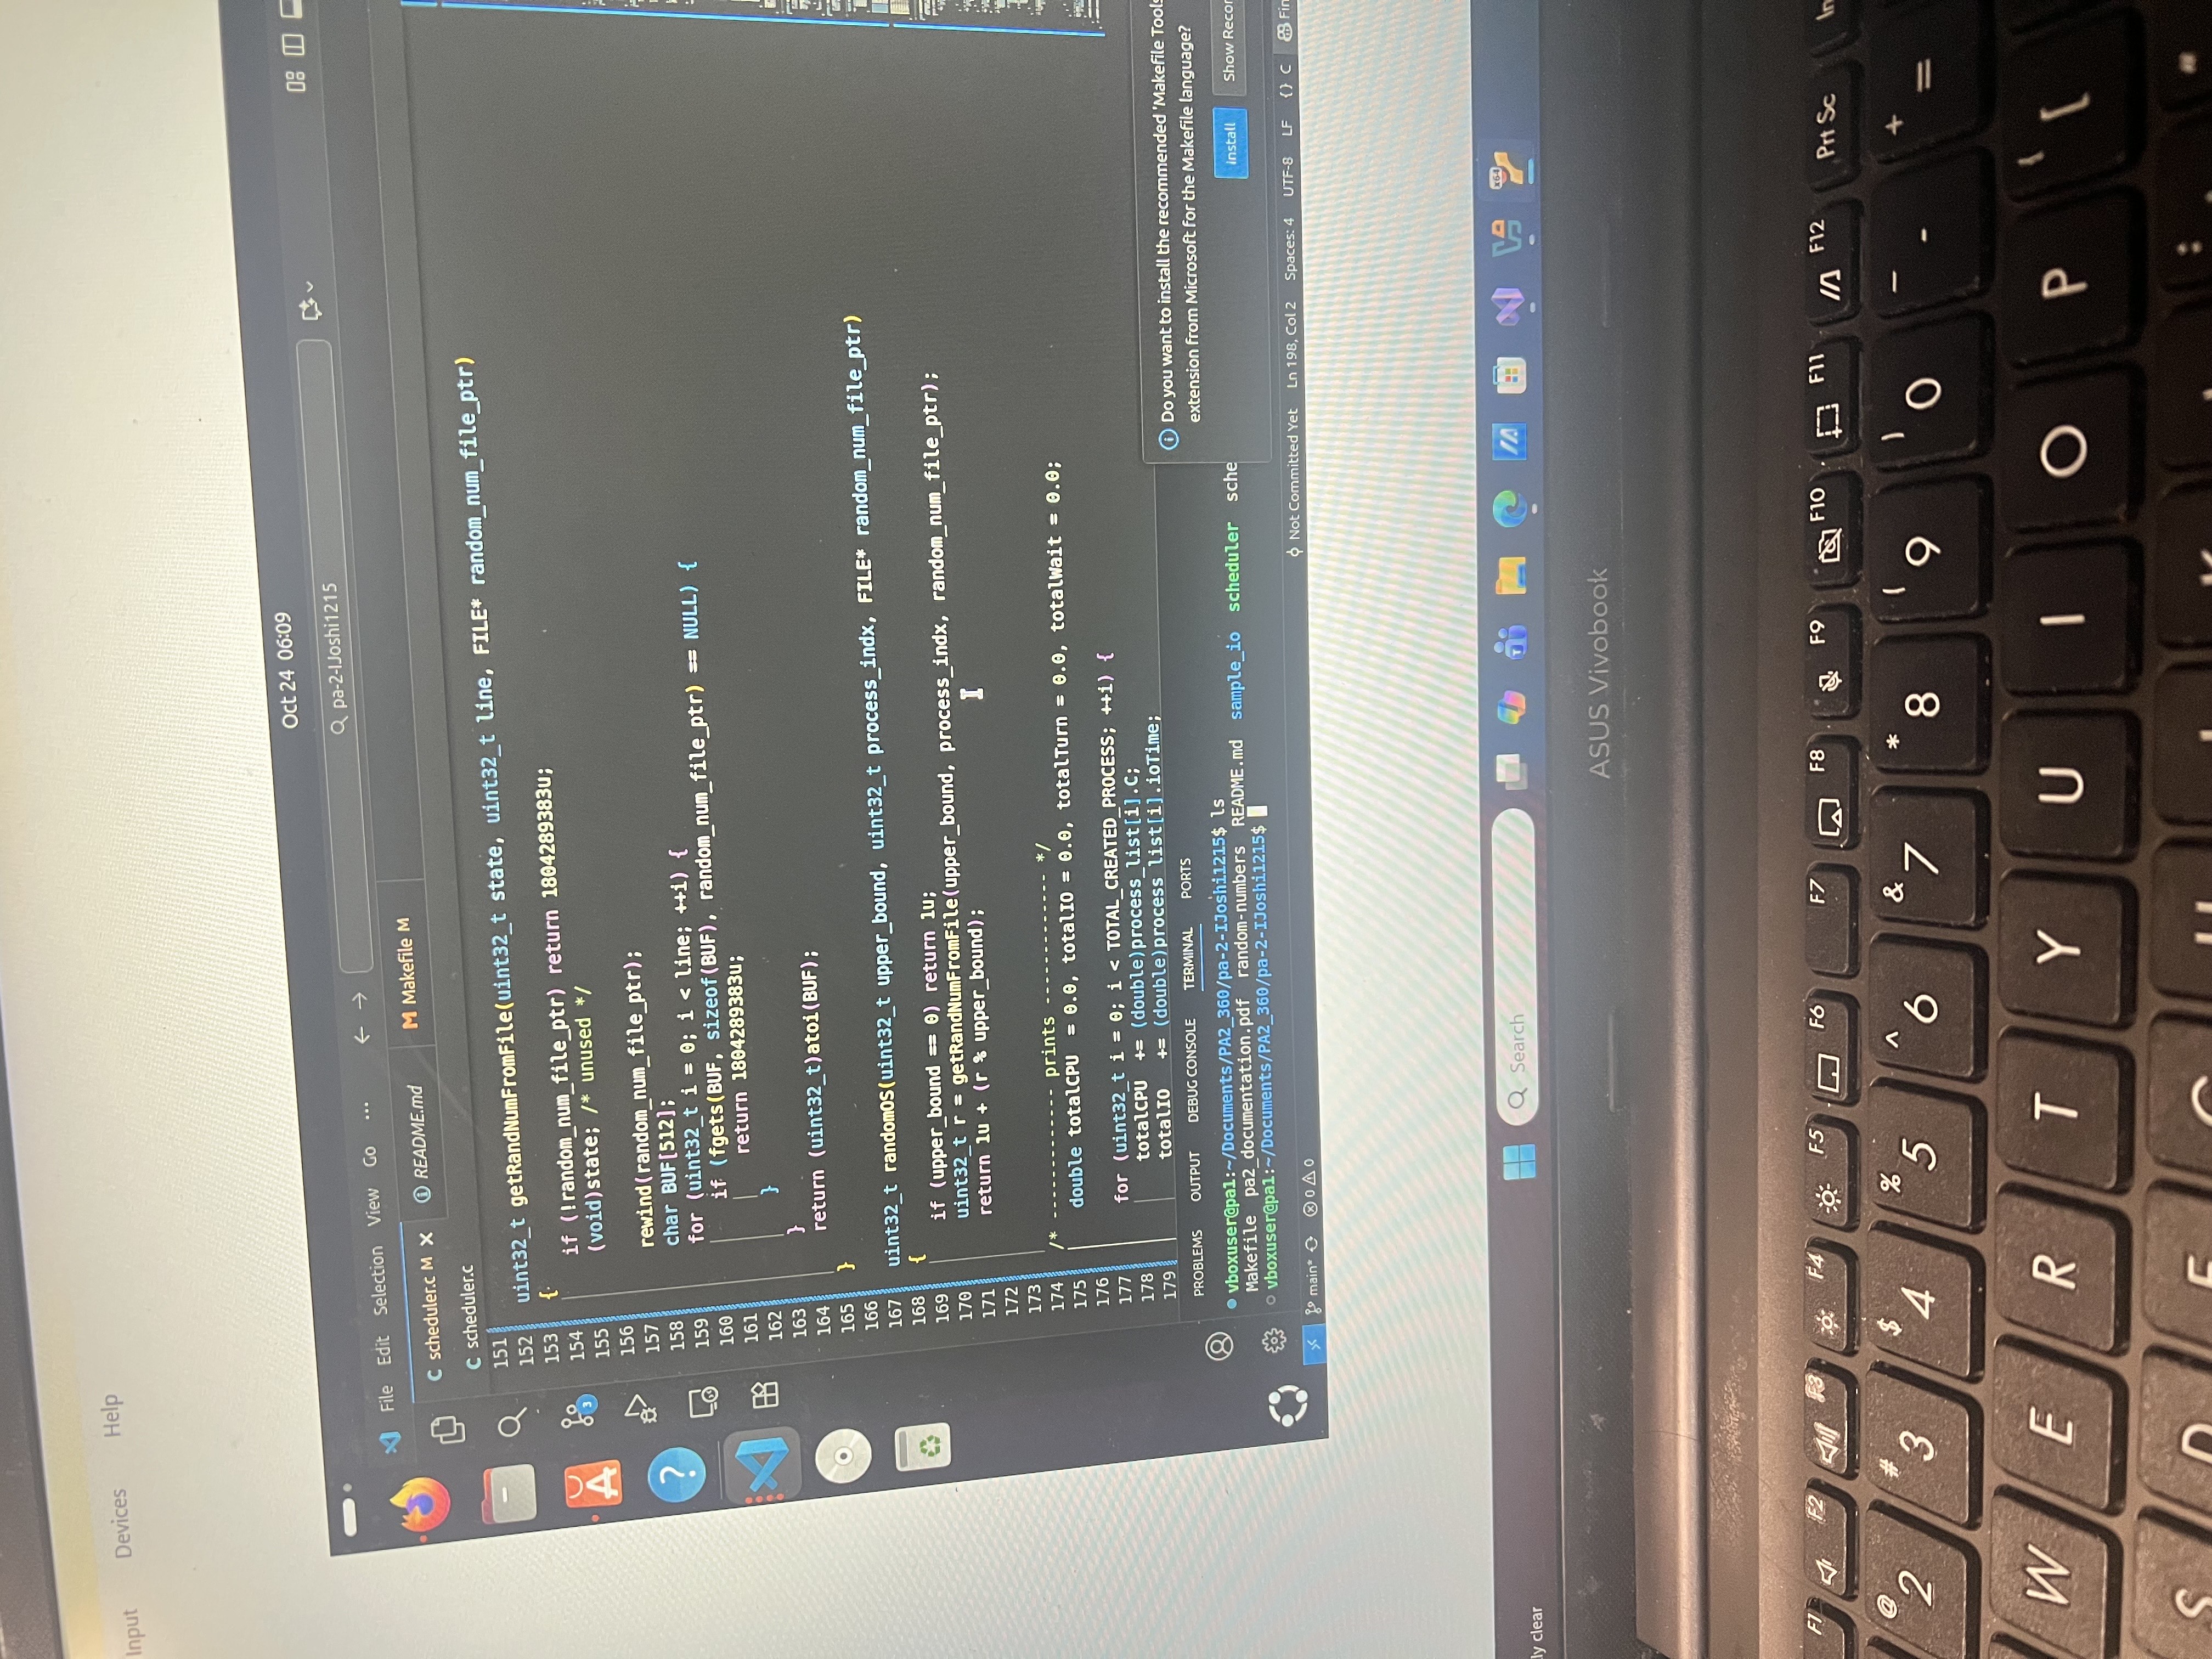 Input Devices Help
Oct 24 06:09
File Edit Selection View Go ··· ← → pa-2-IJoshi1215
C scheduler.c M × README.md M Makefile M
C scheduler.c
151
152 uint32_t getRandNumFromFile(uint32_t state, uint32_t line, FILE* random_num_file_ptr)
153 {
154 if (!random_num_file_ptr) return 1804289383u;
155 (void)state; /* unused */
156
157 rewind(random_num_file_ptr);
158 char BUF[512];
159 for (uint32_t i = 0; i < line; ++i) {
160 if (fgets(BUF, sizeof(BUF), random_num_file_ptr) == NULL) {
161 return 1804289383u;
162 }
163 }
164 return (uint32_t)atoi(BUF);
165 }
166
167 uint32_t randomOS(uint32_t upper_bound, uint32_t process_indx, FILE* random_num_file_ptr)
168 {
169 if (upper_bound == 0) return 1u;
170 uint32_t r = getRandNumFromFile(upper_bound, process_indx, random_num_file_ptr);
171 return 1u + (r % upper_bound);
172
173
174 /* ------------- prints ------------- */
175 double totalCPU = 0.0, totalIO = 0.0, totalTurn = 0.0, totalWait = 0.0;
176
177 for (uint32_t i = 0; i < TOTAL_CREATED_PROCESS; ++i) {
178 totalCPU += (double)process_list[i].C;
179 totalIO += (double)process_list[i].ioTime;
3
Do you want to install the recommended 'Makefile Tools
extension from Microsoft for the Makefile language?
Install Show Recor
PROBLEMS OUTPUT DEBUG CONSOLE TERMINAL PORTS
vboxuser@pa1:~/Documents/PA2_360/pa-2-IJoshi1215$ ls
Makefile pa2_documentation.pdf random-numbers README.md sample_io scheduler sche
vboxuser@pa1:~/Documents/PA2_360/pa-2-IJoshi1215$
main* 0 0 Not Committed Yet Ln 198, Col 2 Spaces: 4 UTF-8 LF {} C Fin
ly clear Search x64
ASUS Vivobook
F1 F2 F3 F4 F5 F6 F7 F8 F9 F10 F11 F12 Prt Sc In
@ # $ % ^ & * ( ) — +
2 3 4 5 6 7 8 9 0 - =
W E R T Y U I O P { [
S D